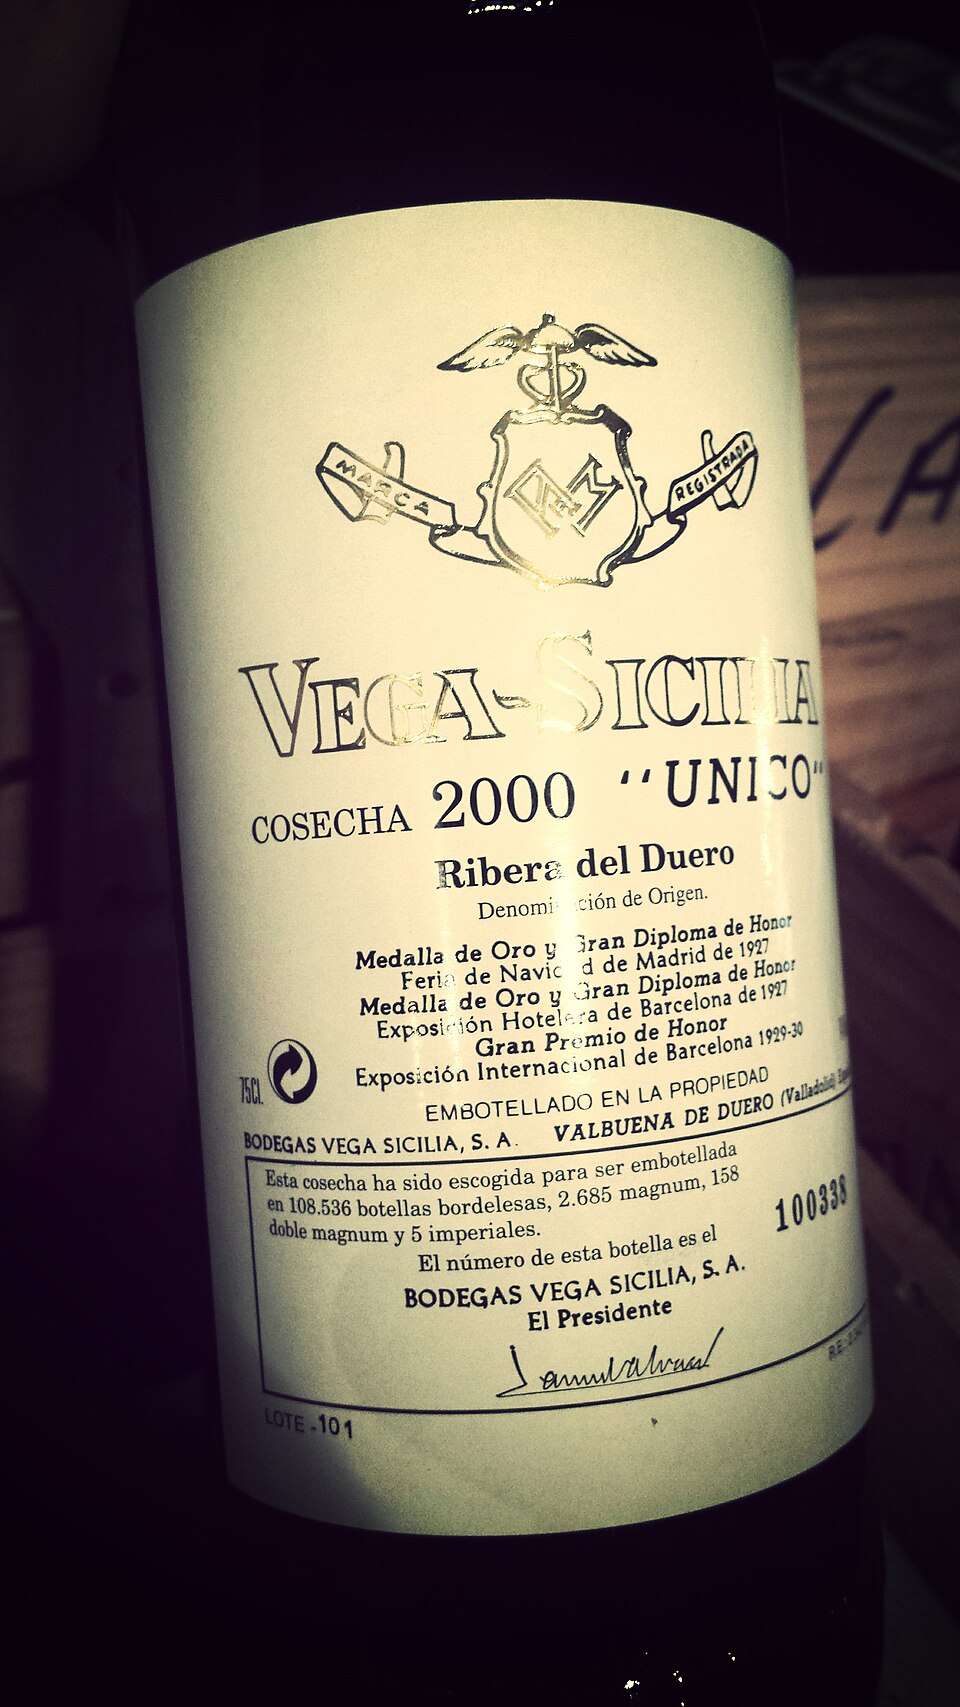 MARCA
REGISTRADA
VEGA-SICILIA
COSECHA 2000 "UNICO"
Ribera del Duero
Denominación de Origen.
Medalla de Oro y Gran Diploma de Honor
Feria de Navidad de Madrid de 1927
Medalla de Oro y Gran Diploma de Honor
Exposición Hotelera de Barcelona de 1927
Gran Premio de Honor
Exposición Internacional de Barcelona 1929-30
75Cl.
EMBOTELLADO EN LA PROPIEDAD
BODEGAS VEGA SICILIA, S. A. VALBUENA DE DUERO (Valladolid)
Esta cosecha ha sido escogida para ser embotellada
en 108.536 botellas bordelesas, 2.685 magnum, 158
doble magnum y 5 imperiales.
El número de esta botella es el 100338
BODEGAS VEGA SICILIA, S. A.
El Presidente
LOTE -101